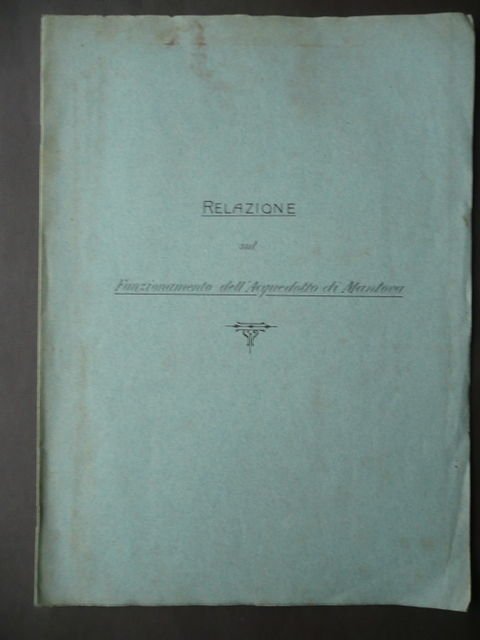 RELAZIONE
sul
Funzionamento dell'Acquedotto di Mantova